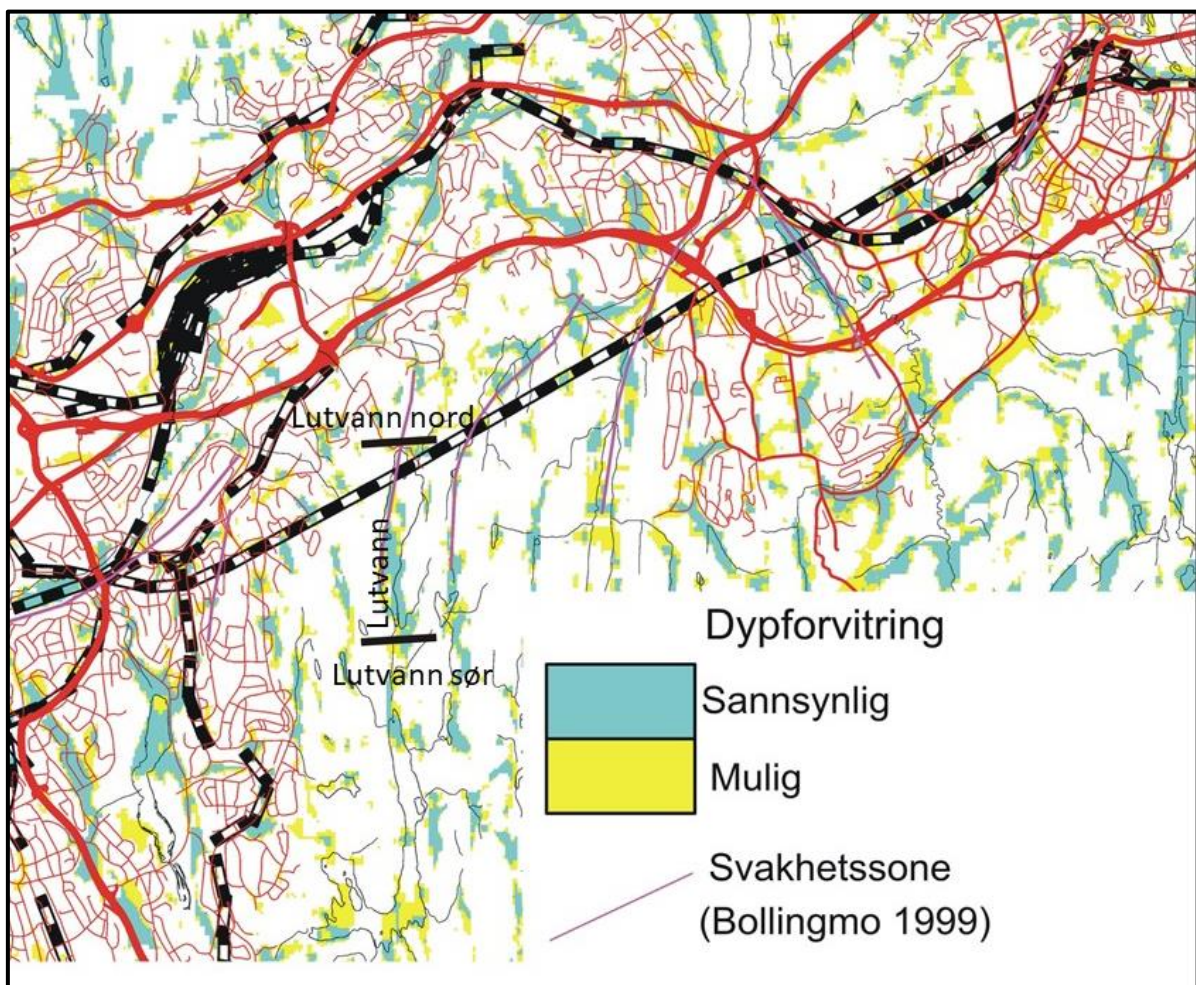 Lutvann nord
Lutvann
Lutvann sør
Dypforvitring
Sannsynlig
Mulig
Svakhetssone
(Bollingmo 1999)